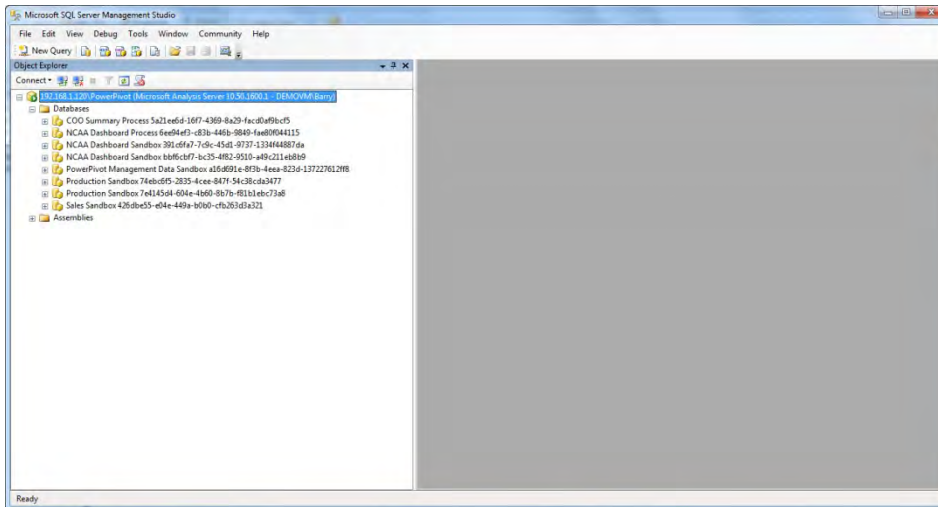 Microsoft SQL Server Management Studio
File Edit View Debug Tools Window Community Help
New Query
Object Explorer
Connect
192.168.1.120\PowerPivot (Microsoft Analysis Server 10.50.1600.1 - DEMOVM\Barry)
Databases
COO Summary Process 5a21ee6d-16f7-4369-8a29-facd0af9bcf5
NCAA Dashboard Process 6ee94ef3-c83b-446b-9849-fae80f044115
NCAA Dashboard Sandbox 391c6fa7-7c9c-45d1-9737-1334f44887da
NCAA Dashboard Sandbox bbf6cbf7-bc35-4f82-9510-a49c211eb8b9
PowerPivot Management Data Sandbox a16d691e-8f3b-4eea-823d-137227612ff8
Production Sandbox 74ebc6f5-2835-4cee-847f-54c38cda3477
Production Sandbox 7e4145d4-604e-4b60-8b7b-f81b1ebc73a8
Sales Sandbox 426dbe55-e04e-449a-b0b0-cfb263d3a321
Assemblies
Ready